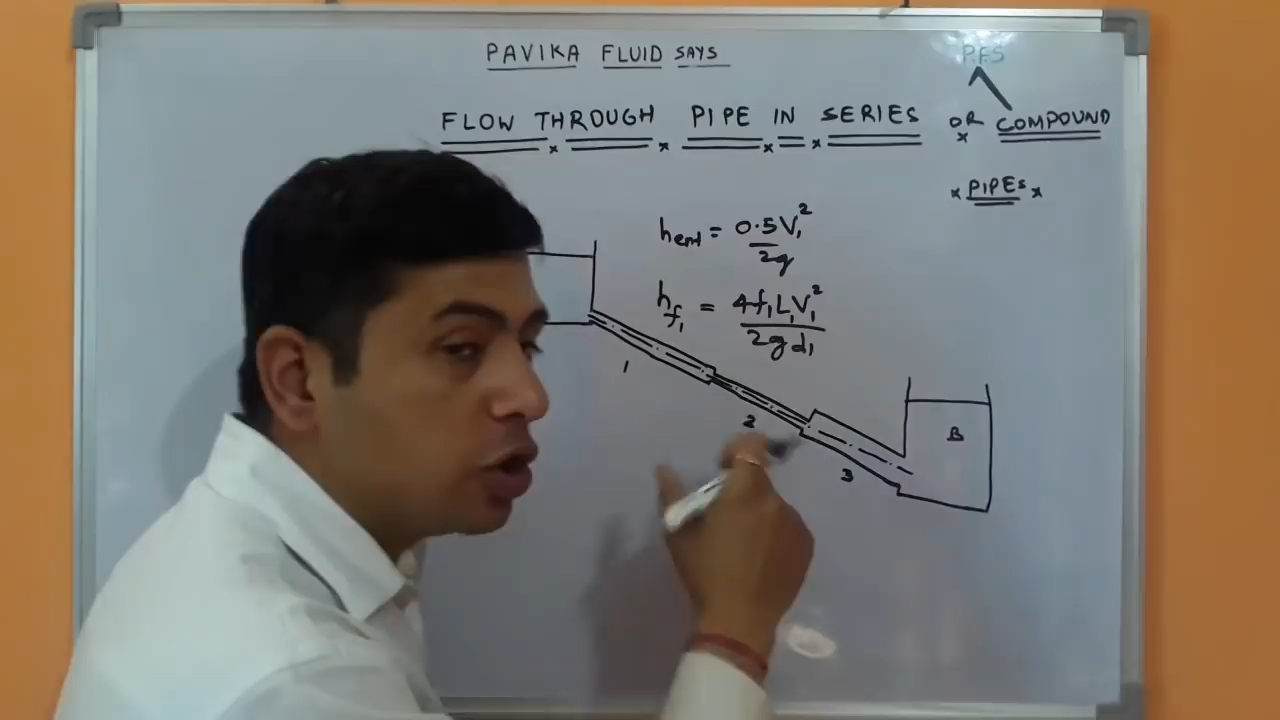 PAVIKA FLUID SAYS
P.F.S
FLOW THROUGH PIPE IN SERIES OR COMPOUND
PIPES
hent = 0.5V₁²/2g
hf₁ = 4f₁L₁V₁²/2gd₁
1
2
3
B